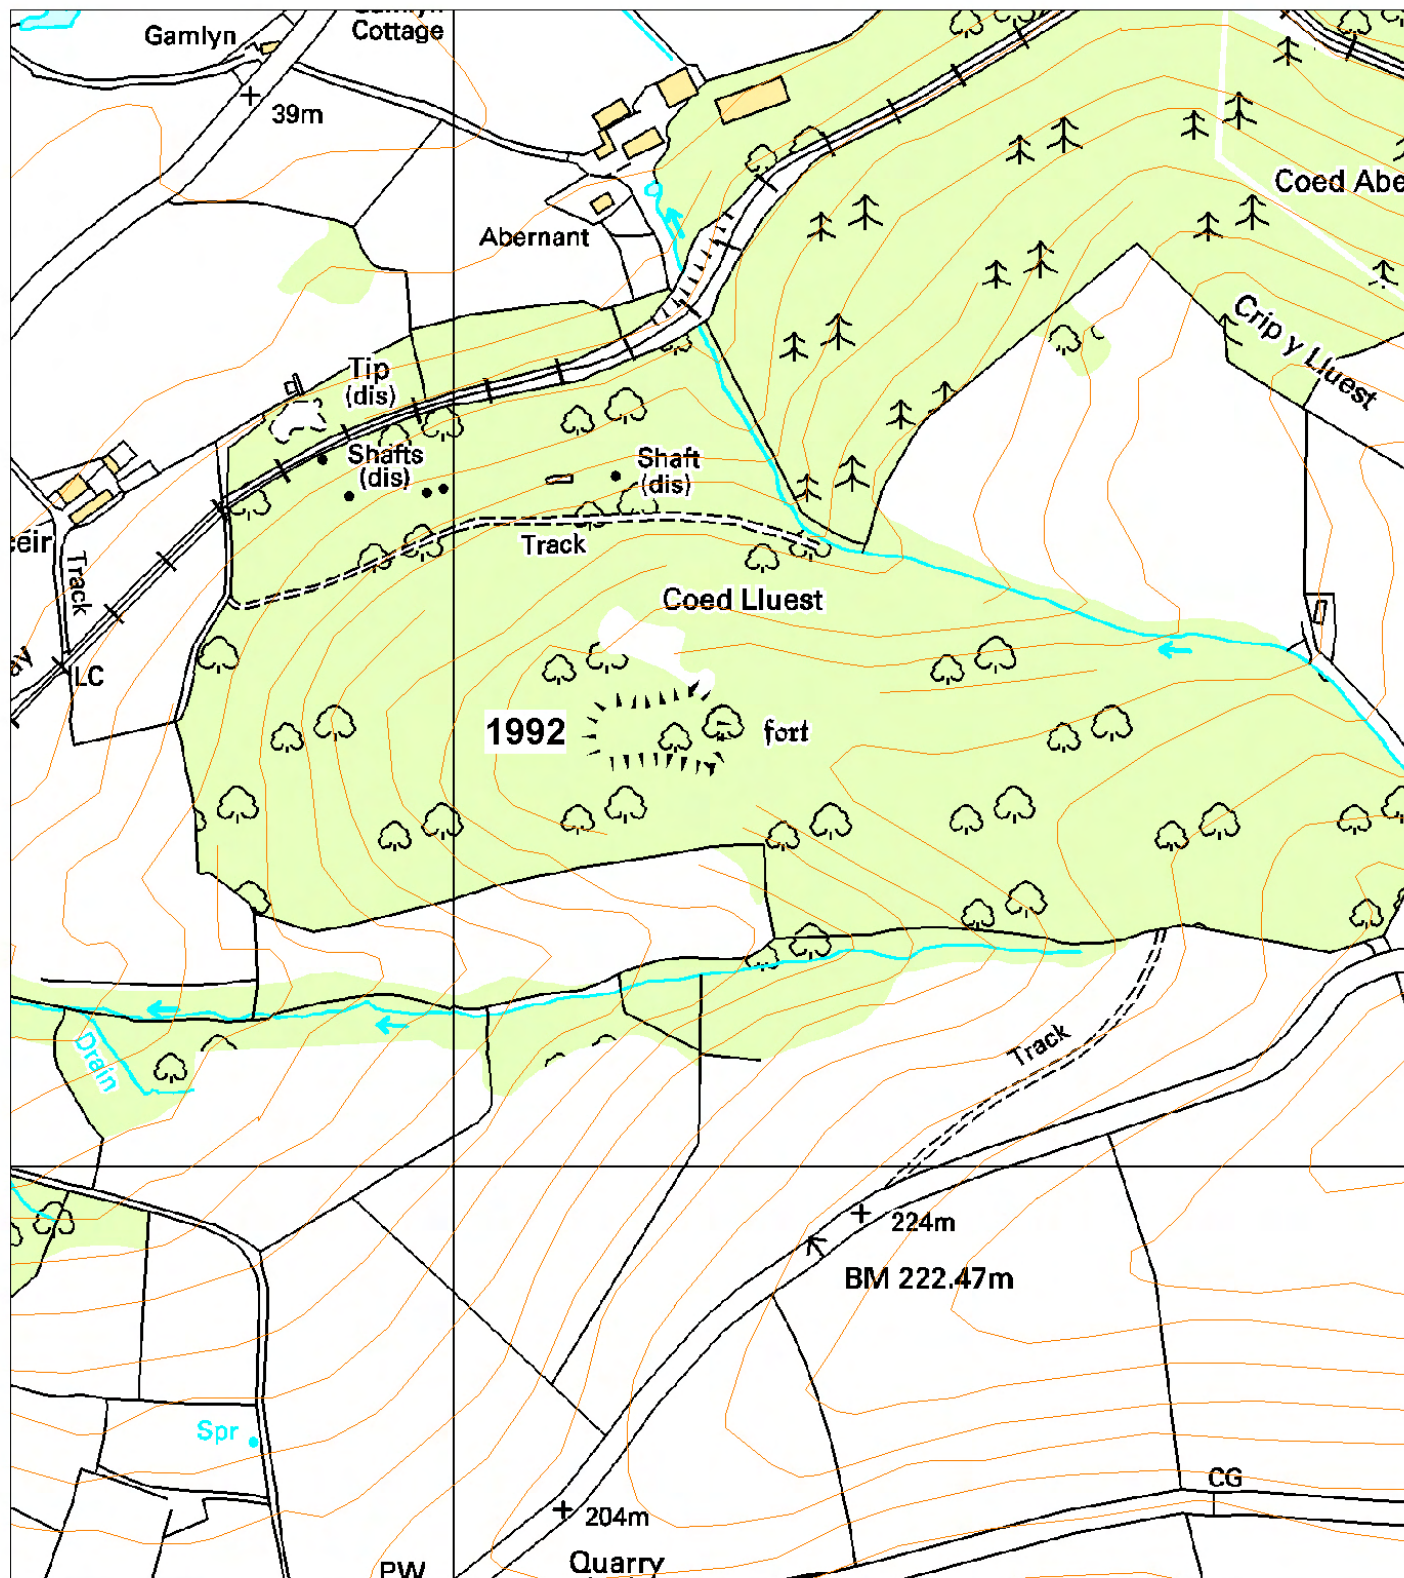 Gamlyn
Cottage
39m
Coed Abe
Abernant
Crip y Lluest
Tip
(dis)
Shafts
(dis)
Shaft
(dis)
eir
Track
Track
Coed Lluest
ay
LC
1992
fort
Drain
Track
224m
BM 222.47m
Spr
CG
204m
PW
Quarry